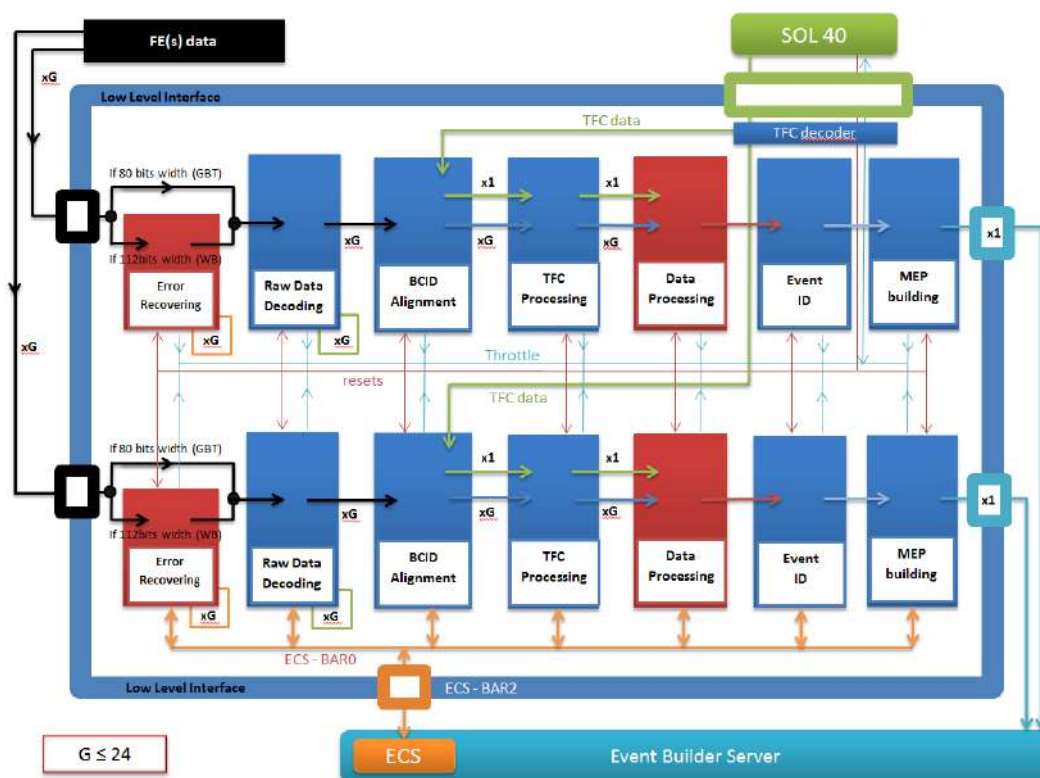 FE(s) data
SOL 40
xG
Low Level Interface
TFC data
TFC decoder
If 80 bits width (GBT)
x1
x1
xG
xG
xG
x1
If 112bits width (WB)
Error
Recovering
Raw Data
Decoding
BCID
Alignment
TFC
Processing
Data
Processing
Event
ID
MEP
building
xG
xG
xG
Throttle
resets
TFC data
If 80 bits width (GBT)
x1
x1
xG
xG
xG
x1
If 112bits width (WB)
Error
Recovering
Raw Data
Decoding
BCID
Alignment
TFC
Processing
Data
Processing
Event
ID
MEP
building
xG
xG
ECS - BAR0
Low Level Interface
ECS - BAR2
G ≤ 24
ECS
Event Builder Server